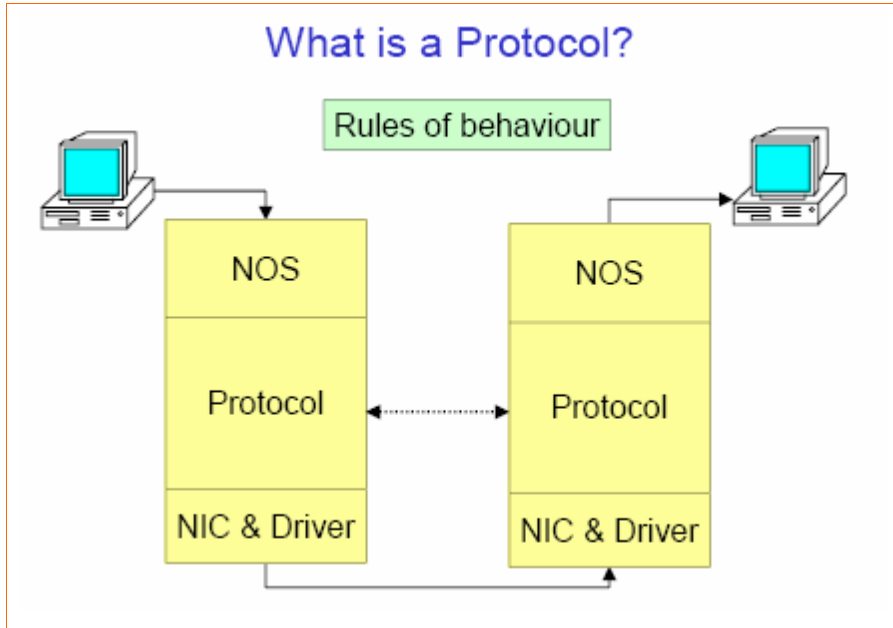 What is a Protocol?
Rules of behaviour
NOS
Protocol
NIC & Driver
NOS
Protocol
NIC & Driver